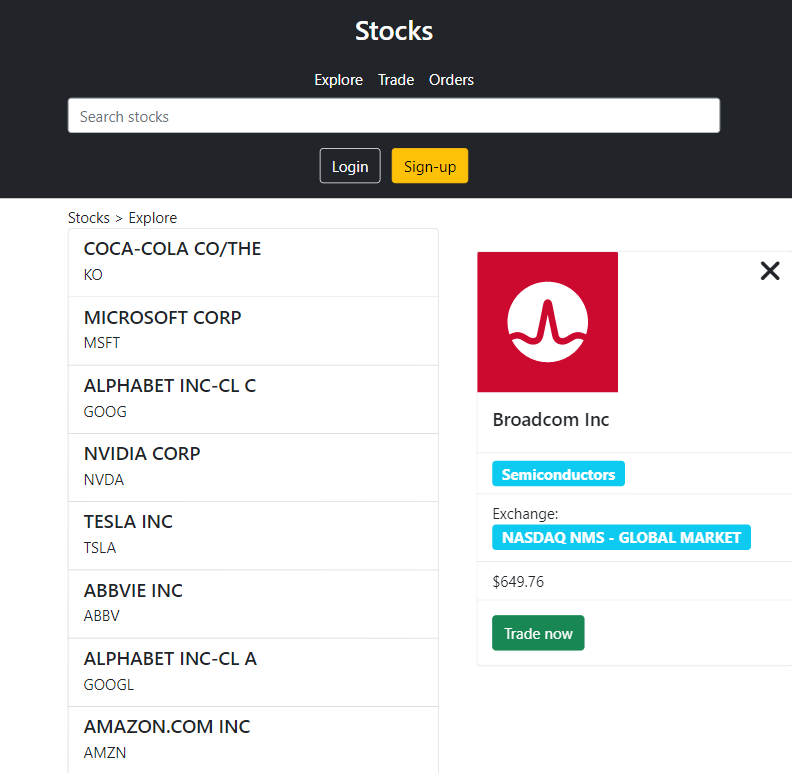 Stocks
Explore Trade Orders
Search stocks
Login Sign-up
Stocks > Explore
COCA-COLA CO/THE
KO
MICROSOFT CORP
MSFT
ALPHABET INC-CL C
GOOG
NVIDIA CORP
NVDA
TESLA INC
TSLA
ABBVIE INC
ABBV
ALPHABET INC-CL A
GOOGL
AMAZON.COM INC
AMZN
Broadcom Inc
Semiconductors
Exchange:
NASDAQ NMS - GLOBAL MARKET
$649.76
Trade now